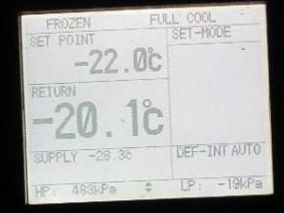 FROZEN FULL COOL
SET POINT SET-MODE
-22.0°c
RETURN
-20.1°c
SUPPLY -28.3c DEF-INT AUTO
HP: 483kPa LP: -19kPa